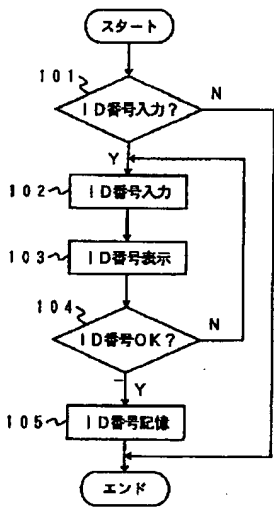 スタート
101
ID番号入力?
N
Y
102
ID番号入力
103
ID番号表示
104
ID番号OK?
N
Y
105
ID番号記憶
エンド